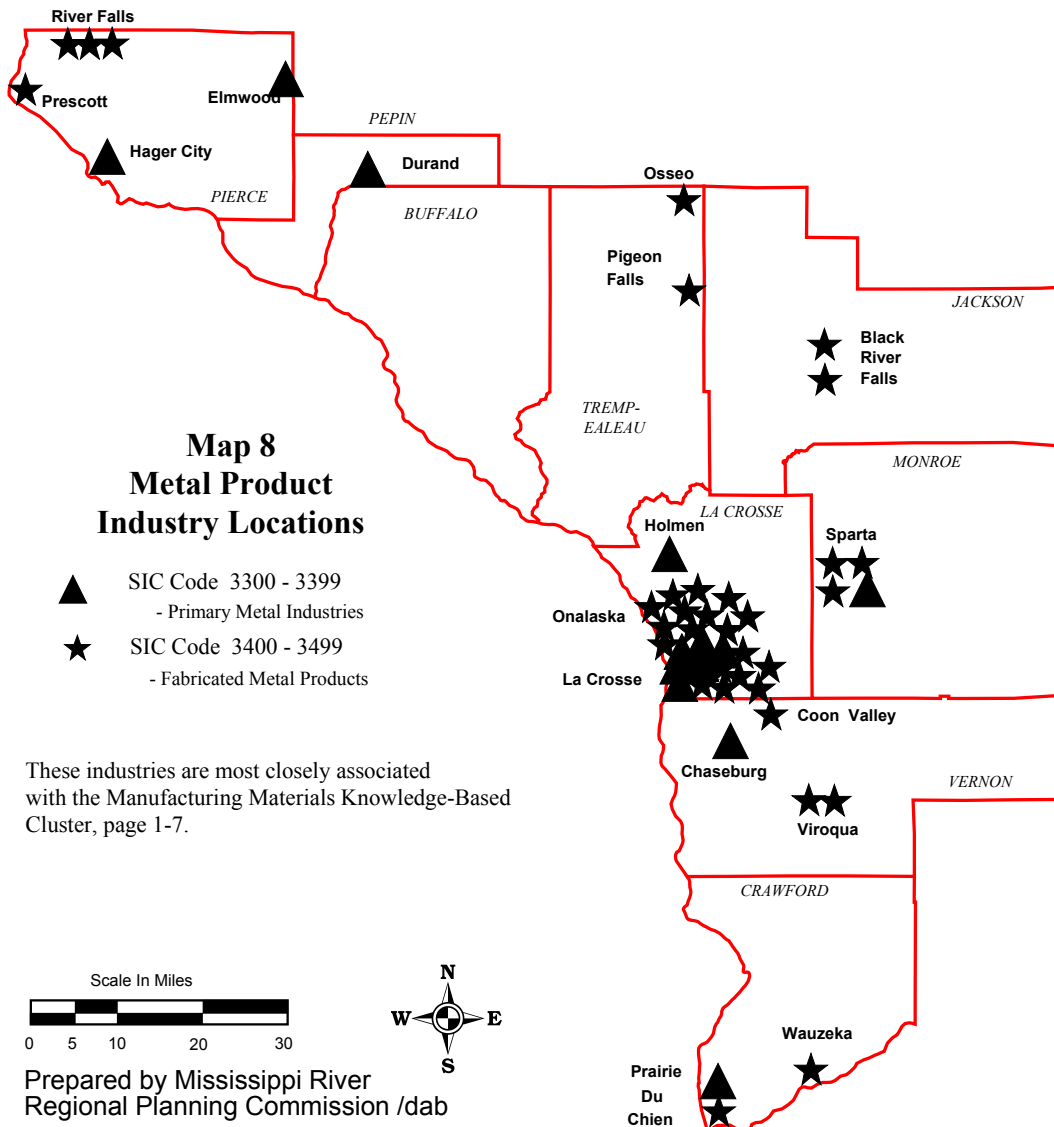 River Falls
Prescott
Elmwood
PEPIN
Hager City
Durand
Osseo
PIERCE
BUFFALO
Pigeon
Falls
JACKSON
Black
River
Falls
TREMP-
EALEAU
MONROE
Map 8
Metal Product
Industry Locations
LA CROSSE
Holmen
Sparta
SIC Code 3300 - 3399
- Primary Metal Industries
Onalaska
SIC Code 3400 - 3499
- Fabricated Metal Products
La Crosse
Coon Valley
Chaseburg
These industries are most closely associated
with the Manufacturing Materials Knowledge-Based
Cluster, page 1-7.
VERNON
Viroqua
CRAWFORD
Scale In Miles
0 5 10 20 30
N
W E
S
Wauzeka
Prairie
Du
Chien
Prepared by Mississippi River
Regional Planning Commission /dab